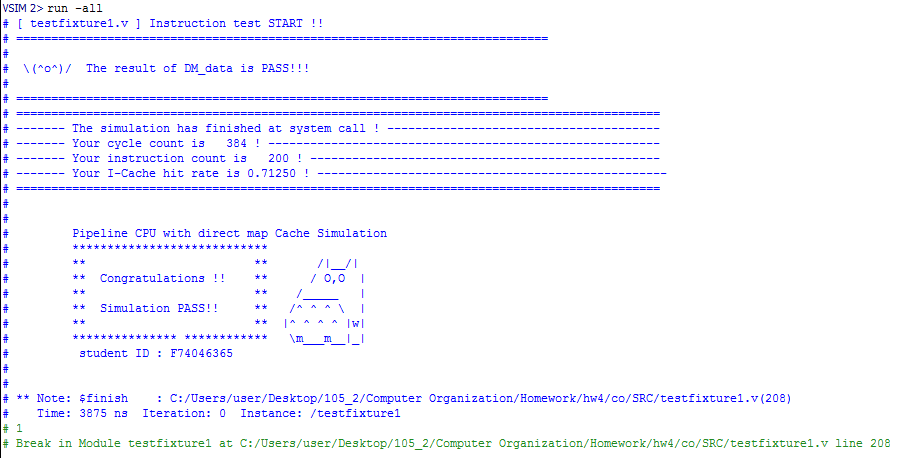 VSIM 2> run -all
# [ testfixture1.v ] Instruction test START !!
# ============================================================================
#
#  \(^o^)/  The result of DM_data is PASS!!!
#
# ============================================================================
# ============================================================================================
# ------- The simulation has finished at system call ! ---------------------------------------
# ------- Your cycle count is   384 ! --------------------------------------------------------
# ------- Your instruction count is   200 ! --------------------------------------------------
# ------- Your I-Cache hit rate is 0.71250 ! --------------------------------------------------
# ============================================================================================
#
#
#         Pipeline CPU with direct map Cache Simulation
#         ****************************
#         **                        **       /|__/|
#         **  Congratulations !!    **      / O,O  |
#         **                        **    /_____   |
#         **  Simulation PASS!!     **   /^ ^ ^ \  |
#         **                        **  |^ ^ ^ ^ |w|
#         *************** ************   \m___m__|_|
#          student ID : F74046365
#
#
# ** Note: $finish    : C:/Users/user/Desktop/105_2/Computer Organization/Homework/hw4/co/SRC/testfixture1.v(208)
#    Time: 3875 ns  Iteration: 0  Instance: /testfixture1
# 1
# Break in Module testfixture1 at C:/Users/user/Desktop/105_2/Computer Organization/Homework/hw4/co/SRC/testfixture1.v line 208